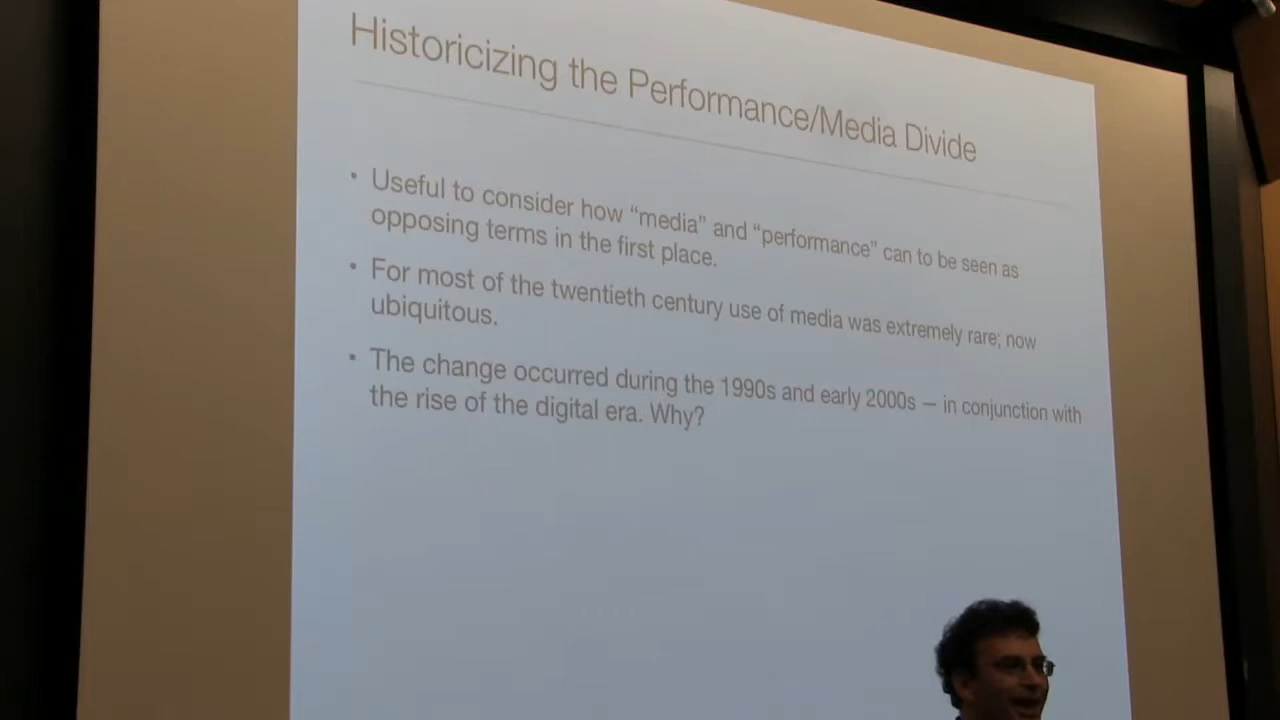 Historicizing the Performance/Media Divide
• Useful to consider how “media” and “performance” can to be seen as
opposing terms in the first place.
• For most of the twentieth century use of media was extremely rare; now
ubiquitous.
• The change occurred during the 1990s and early 2000s — in conjunction with
the rise of the digital era. Why?